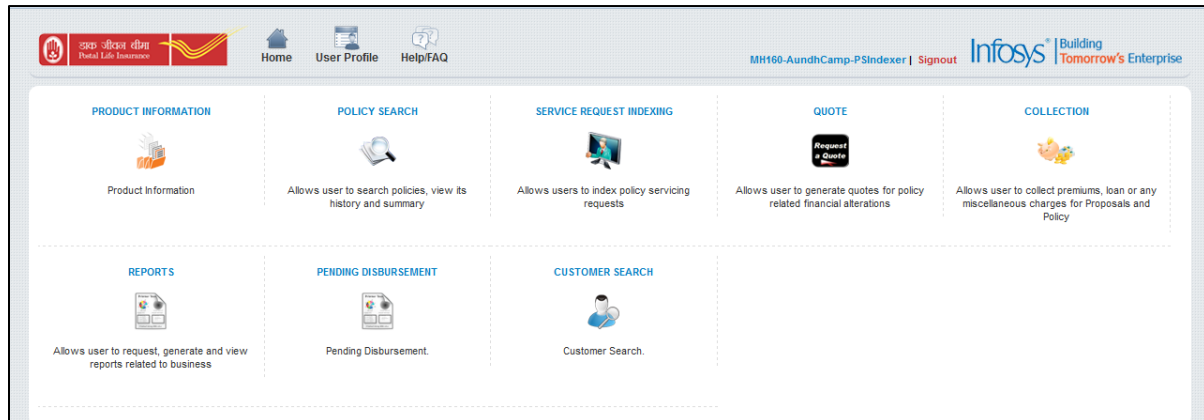 डाक जीवन बीमा
Postal Life Insurance
Home
User Profile
Help/FAQ
MH160-AundhCamp-PSIndexer | Signout
Infosys® | Building
Tomorrow's Enterprise
PRODUCT INFORMATION
Product Information
POLICY SEARCH
Allows user to search policies, view its
history and summary
SERVICE REQUEST INDEXING
Allows users to index policy servicing
requests
QUOTE
Request
a Quote
Allows user to generate quotes for policy
related financial alterations
COLLECTION
Allows user to collect premiums, loan or any
miscellaneous charges for Proposals and
Policy
REPORTS
Allows user to request, generate and view
reports related to business
PENDING DISBURSEMENT
Pending Disbursement.
CUSTOMER SEARCH
Customer Search.